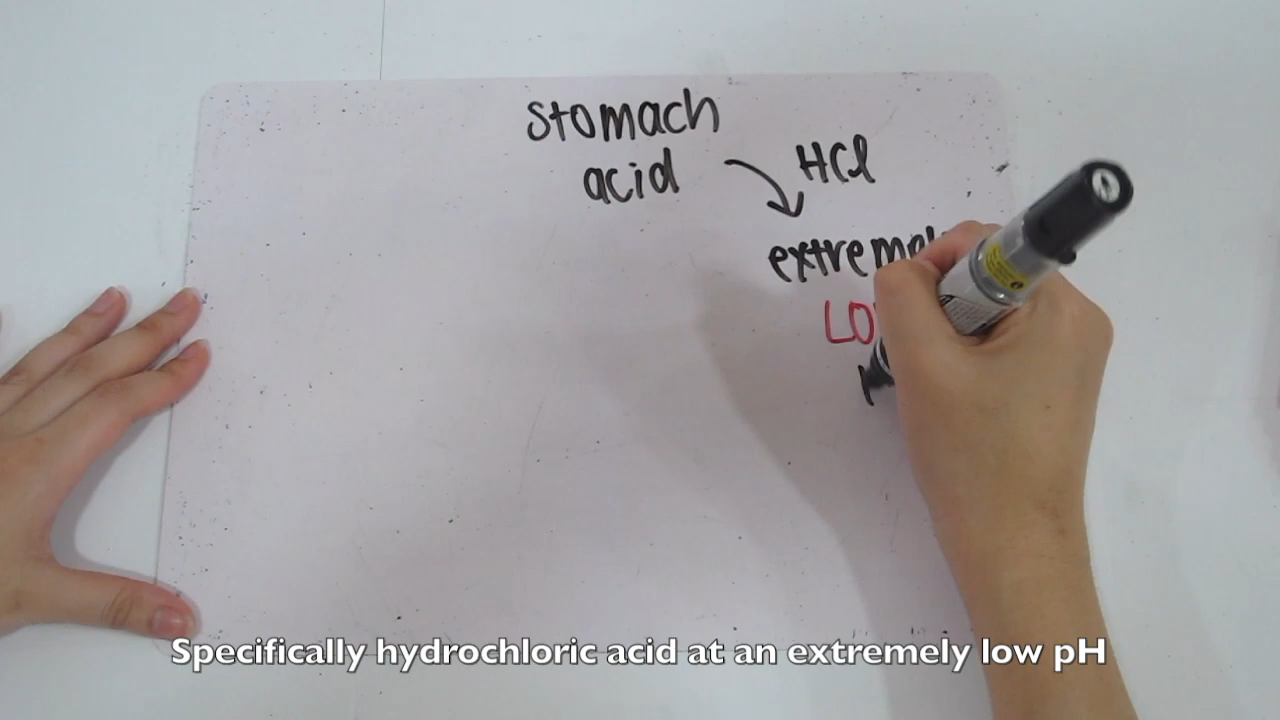 stomach
acid
HCl
Specifically hydrochloric acid at an extremely low pH